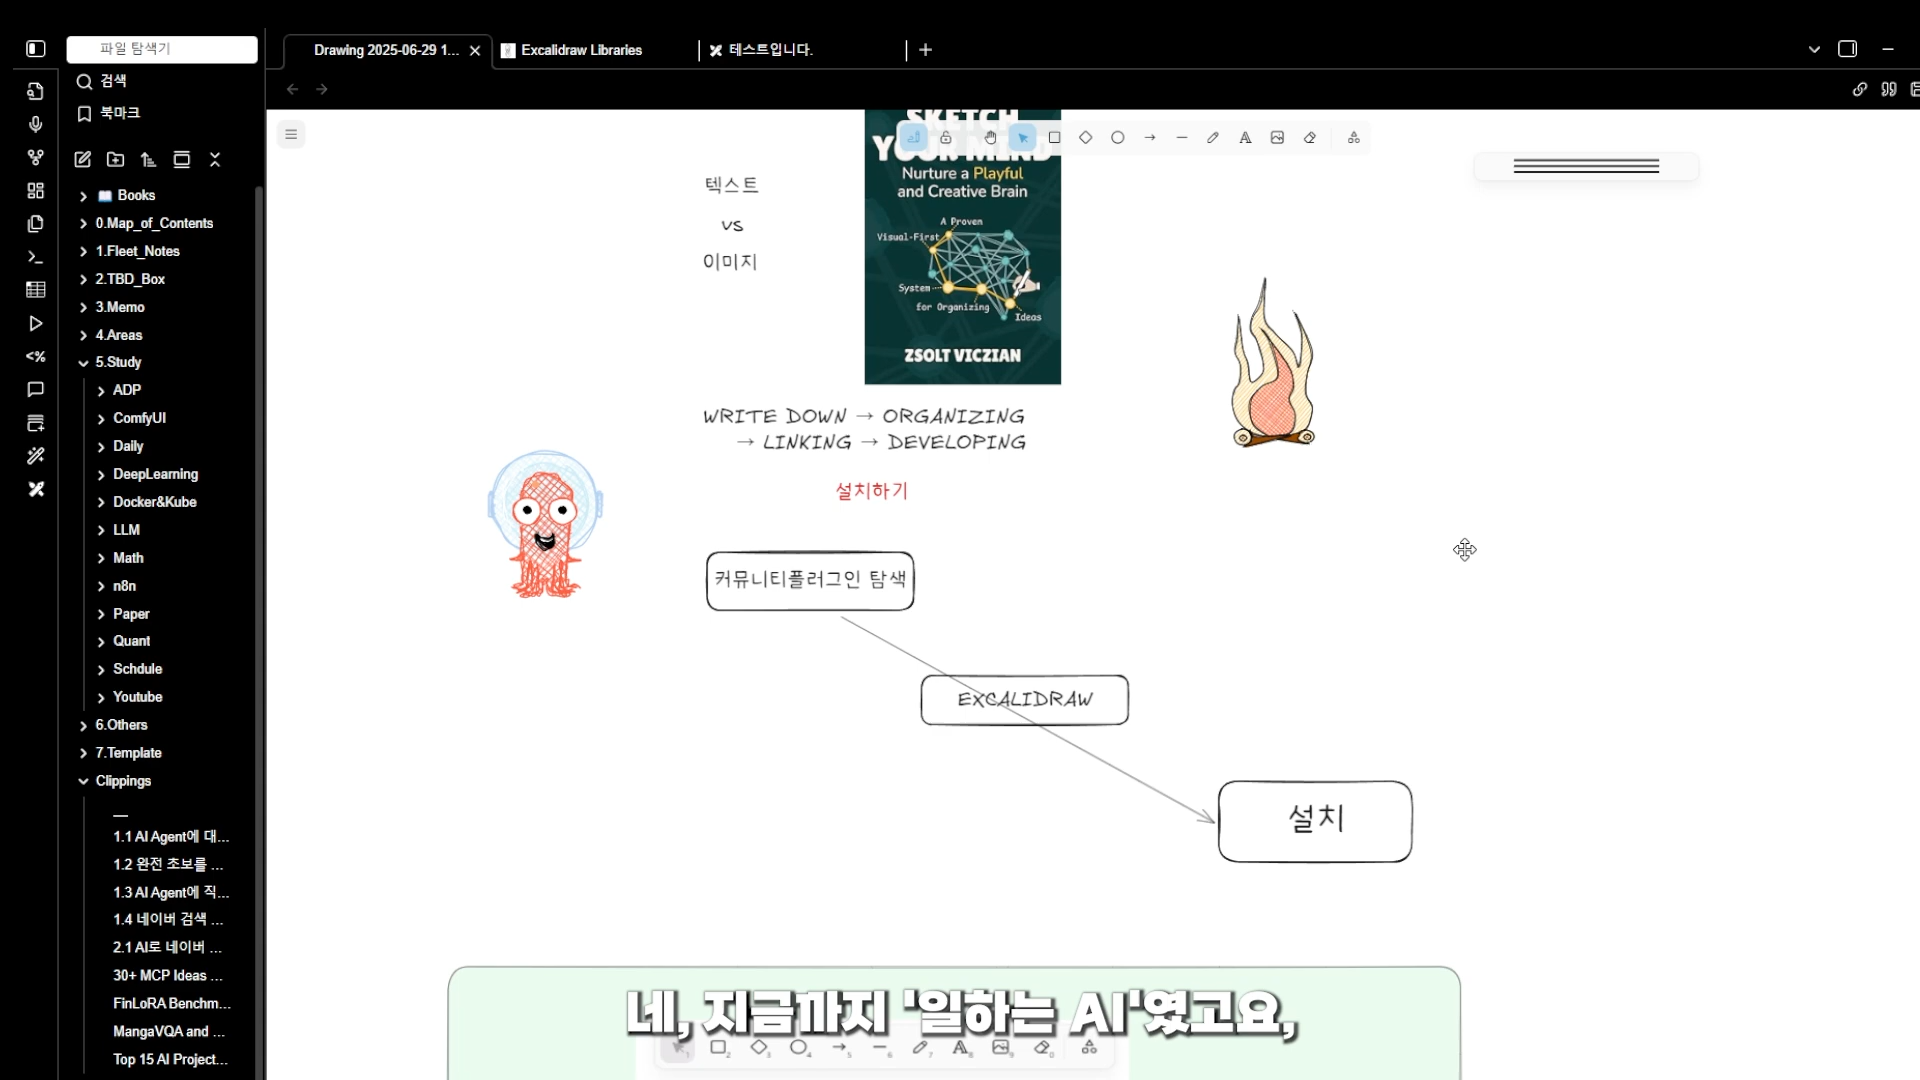 파일 탐색기
Drawing 2025-06-29 1...
Excalidraw Libraries
테스트입니다.
검색
북마크
Books
0.Map_of_Contents
1.Fleet_Notes
2.TBD_Box
3.Memo
4.Areas
5.Study
ADP
ComfyUI
Daily
DeepLearning
Docker&Kube
LLM
Math
n8n
Paper
Quant
Schdule
Youtube
6.Others
7.Template
Clippings
1.1 AI Agent에 대...
1.2 완전 초보를 ...
1.3 AI Agent에 직...
1.4 네이버 검색 ...
2.1 AI로 네이버 ...
30+ MCP Ideas ...
FinLoRA Benchm...
MangaVQA and ...
Top 15 AI Project...
텍스트
vs
이미지
SKETCH
YOUR MIND
Nurture a Playful
and Creative Brain
A Proven
Visual-First
System
for Organizing
Ideas
ZSOLT VICZIAN
WRITE DOWN → ORGANIZING
→ LINKING → DEVELOPING
설치하기
커뮤니티플러그인 탐색
EXCALIDRAW
설치
네, 지금까지 '일하는 AI'였고요,